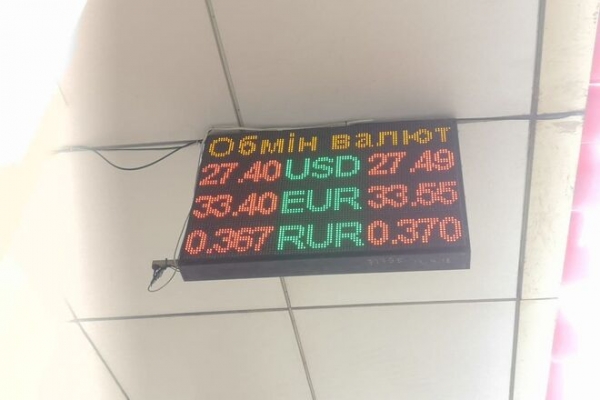 Обмін валют
27.40 USD 27.49
33.40 EUR 33.55
0.367 RUR 0.370